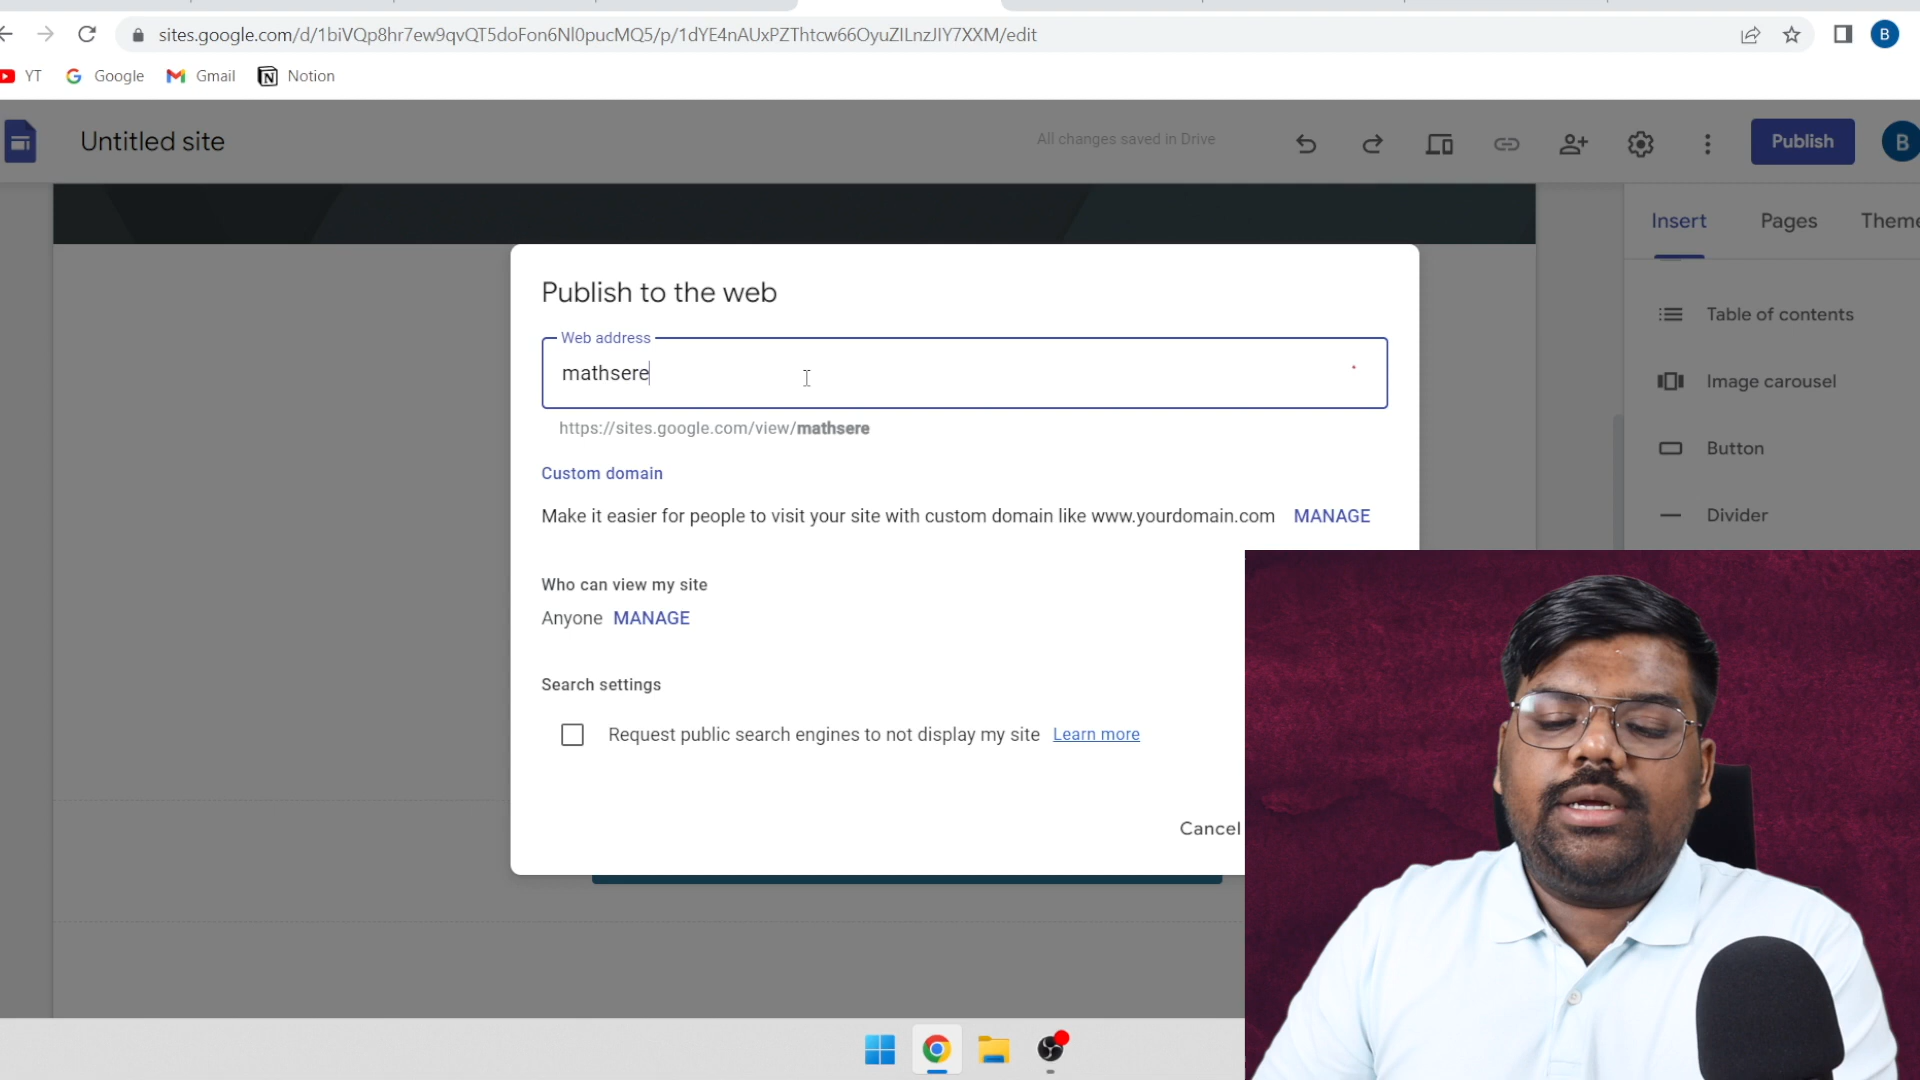 sites.google.com/d/1biVQp8hr7ew9qvQT5doFon6Nl0pucMQ5/p/1dYE4nAUxPZThtcw66OyuZlLnzJIY7XXM/edit
B
YT
Google
Gmail
Notion
Untitled site
All changes saved in Drive
Publish
B
Insert
Pages
Theme
Table of contents
Image carousel
Button
Divider
Publish to the web
Web address
mathsere
https://sites.google.com/view/mathsere
Custom domain
Make it easier for people to visit your site with custom domain like www.yourdomain.com MANAGE
Who can view my site
Anyone MANAGE
Search settings
Request public search engines to not display my site Learn more
Cancel